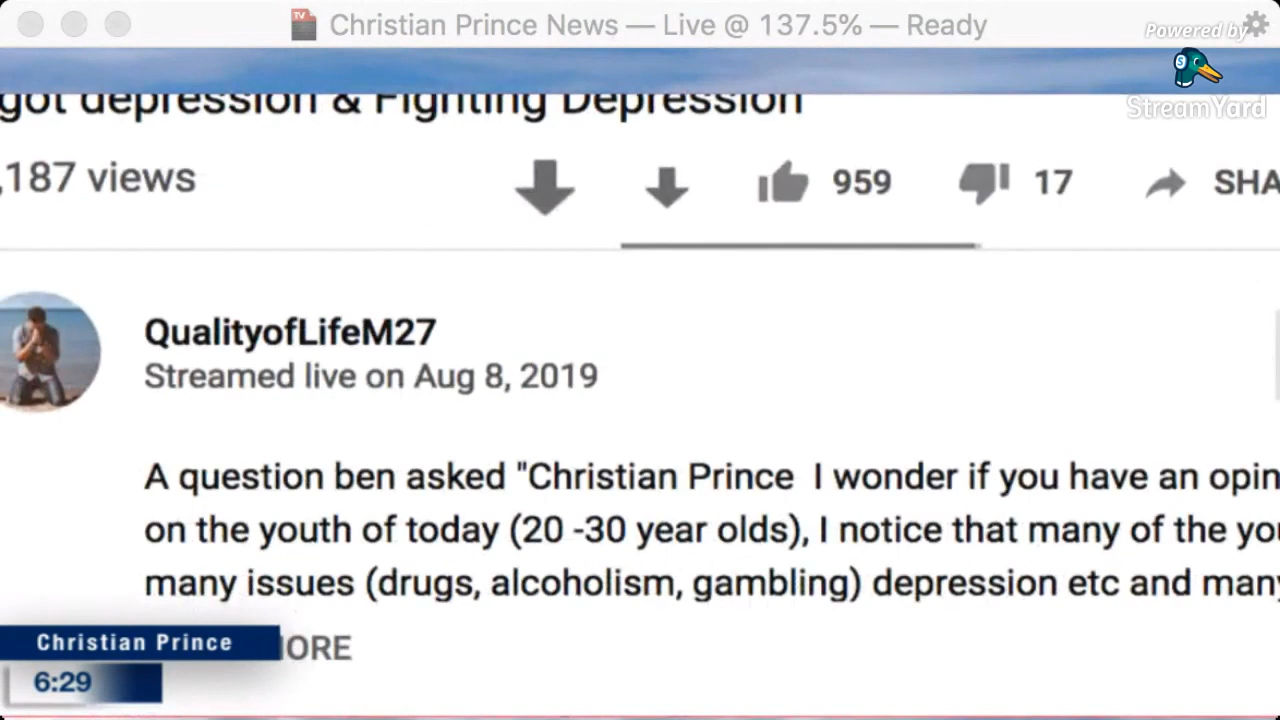 TV Christian Prince News — Live @ 137.5% — Ready
Powered by
StreamYard
got depression & Fighting Depression
,187 views
959
17
SHA
QualityofLifeM27
Streamed live on Aug 8, 2019
A question ben asked "Christian Prince I wonder if you have an opin
on the youth of today (20 -30 year olds), I notice that many of the yo
many issues (drugs, alcoholism, gambling) depression etc and many
Christian Prince
ORE
6:29